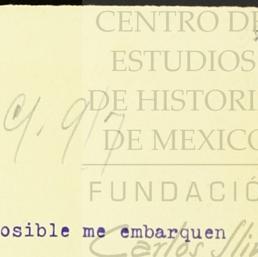 CENTRO DE
ESTUDIOS
DE HISTORI
DE MEXICO
FUNDACIÓ
Carlos Slim
osible me embarquen